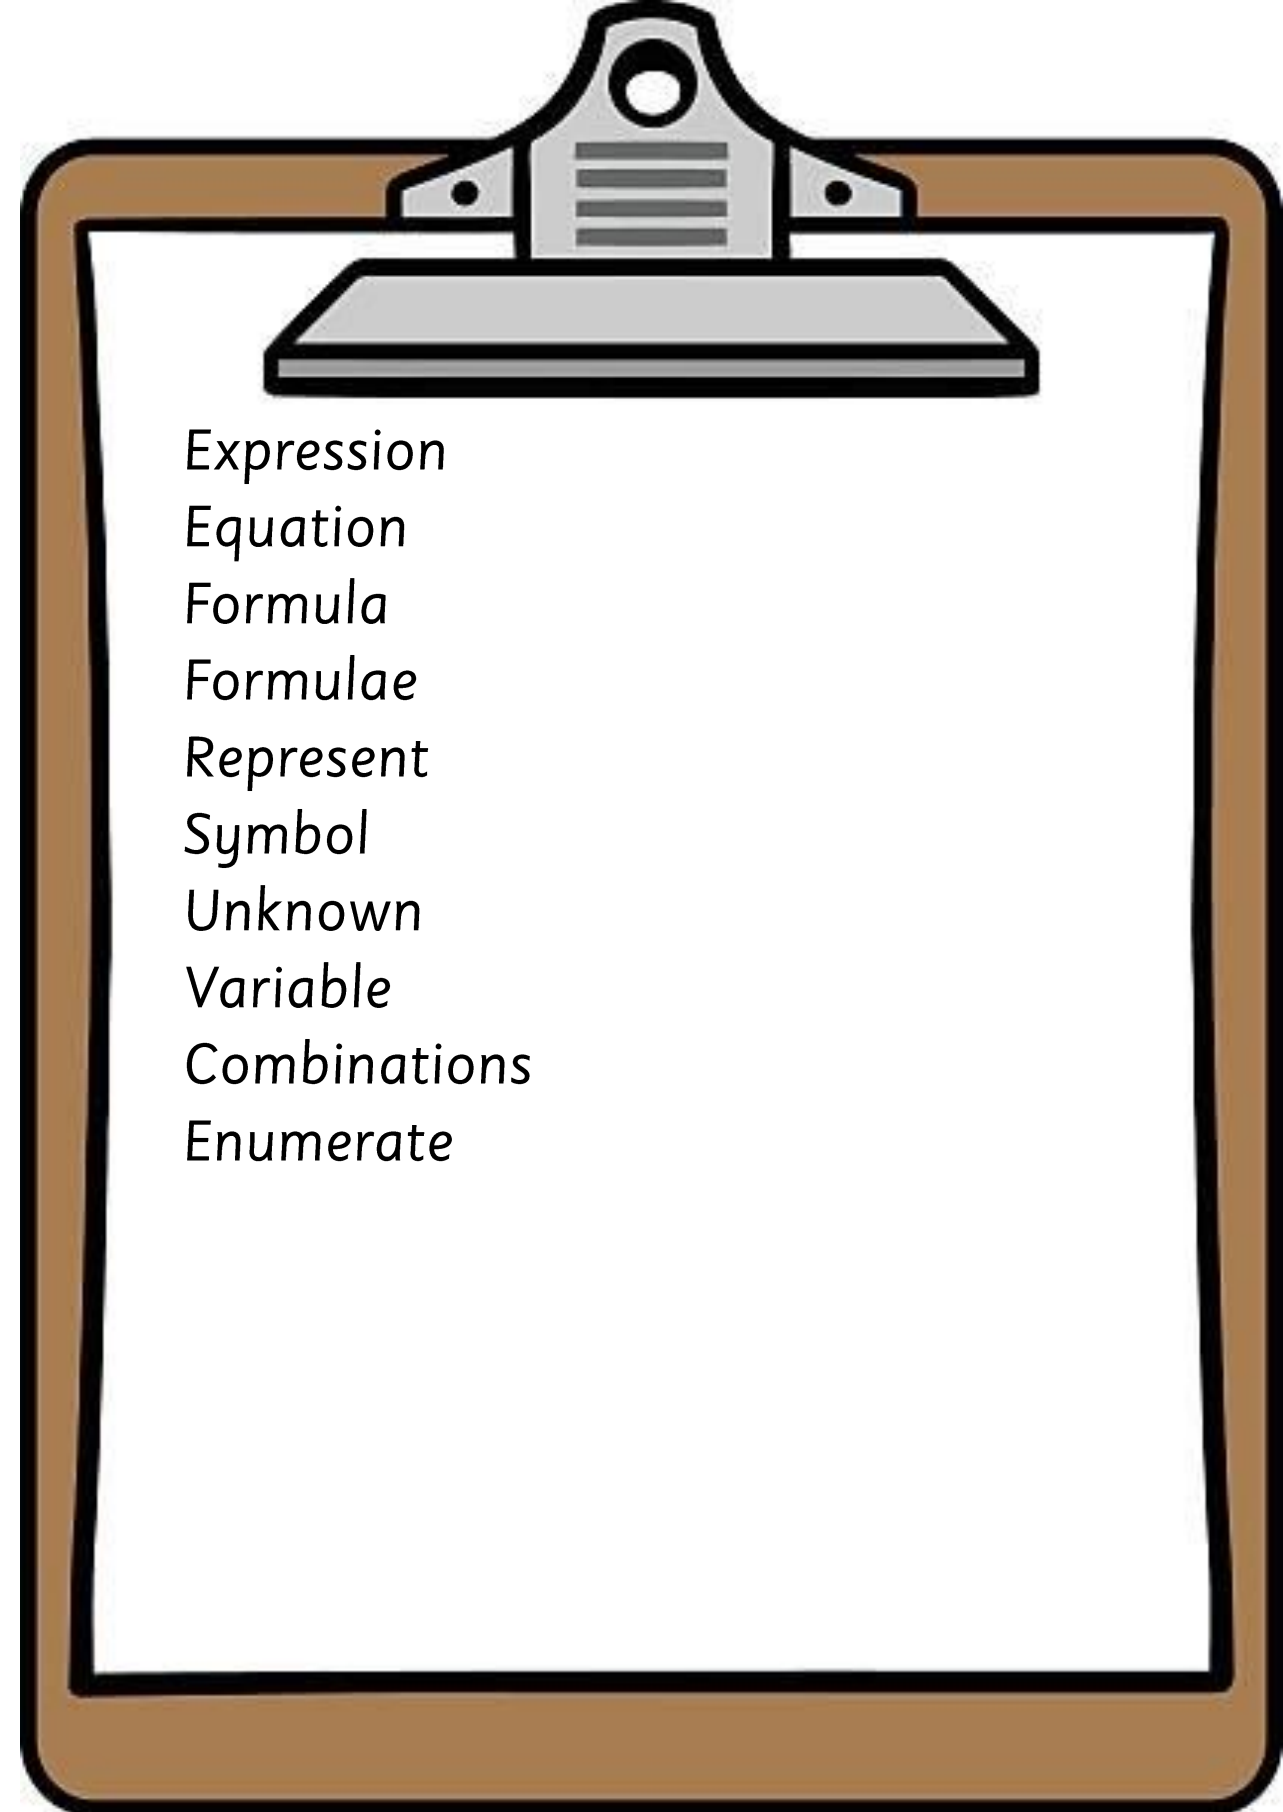 Expression
Equation
Formula
Formulae
Represent
Symbol
Unknown
Variable
Combinations
Enumerate